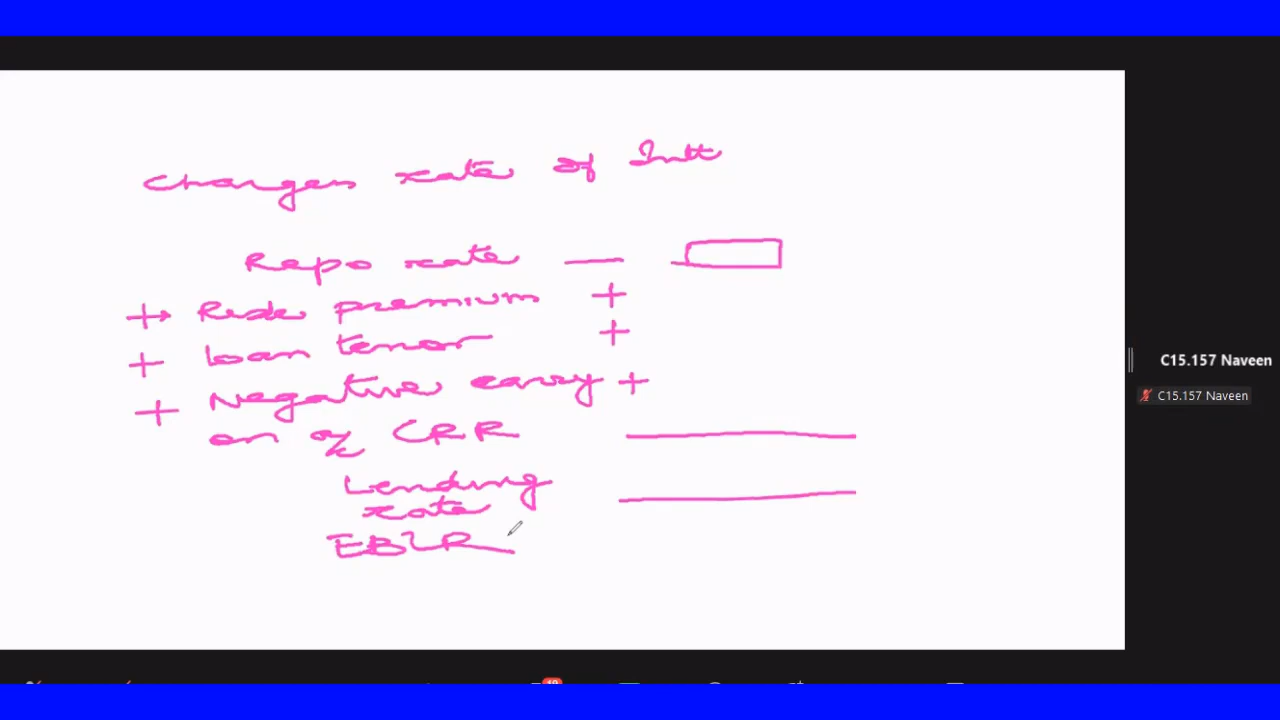 Charges rate of Intt
Repo rate —
+ Risk premium +
+ loan tenor +
+ Negative carry +
on a/c CRR
Lending
rate
EBLR
C15.157 Naveen
C15.157 Naveen
19